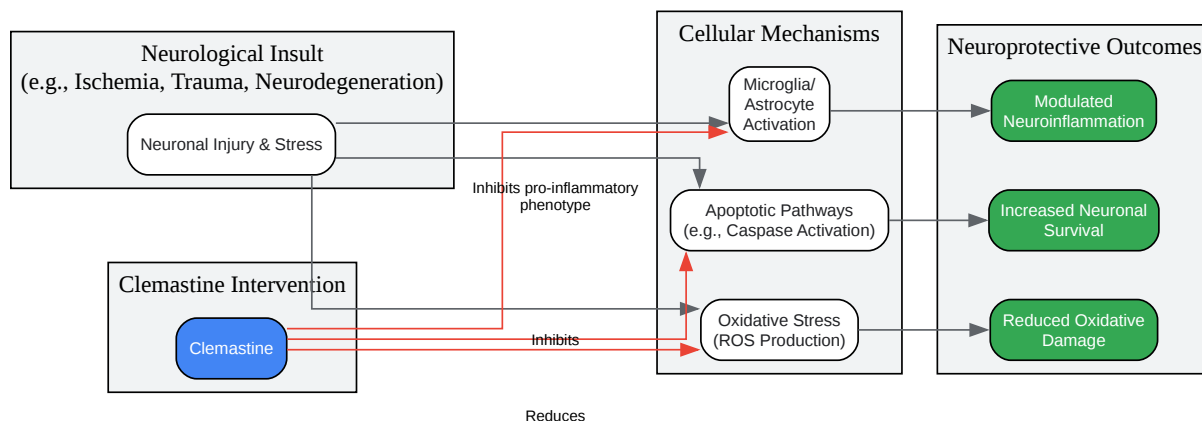 Neurological Insult
(e.g., Ischemia, Trauma, Neurodegeneration)
Neuronal Injury & Stress
Clemastine Intervention
Clemastine
Inhibits pro-inflammatory
phenotype
Inhibits
Reduces
Cellular Mechanisms
Microglia/
Astrocyte
Activation
Apoptotic Pathways
(e.g., Caspase Activation)
Oxidative Stress
(ROS Production)
Neuroprotective Outcomes
Modulated
Neuroinflammation
Increased Neuronal
Survival
Reduced Oxidative
Damage